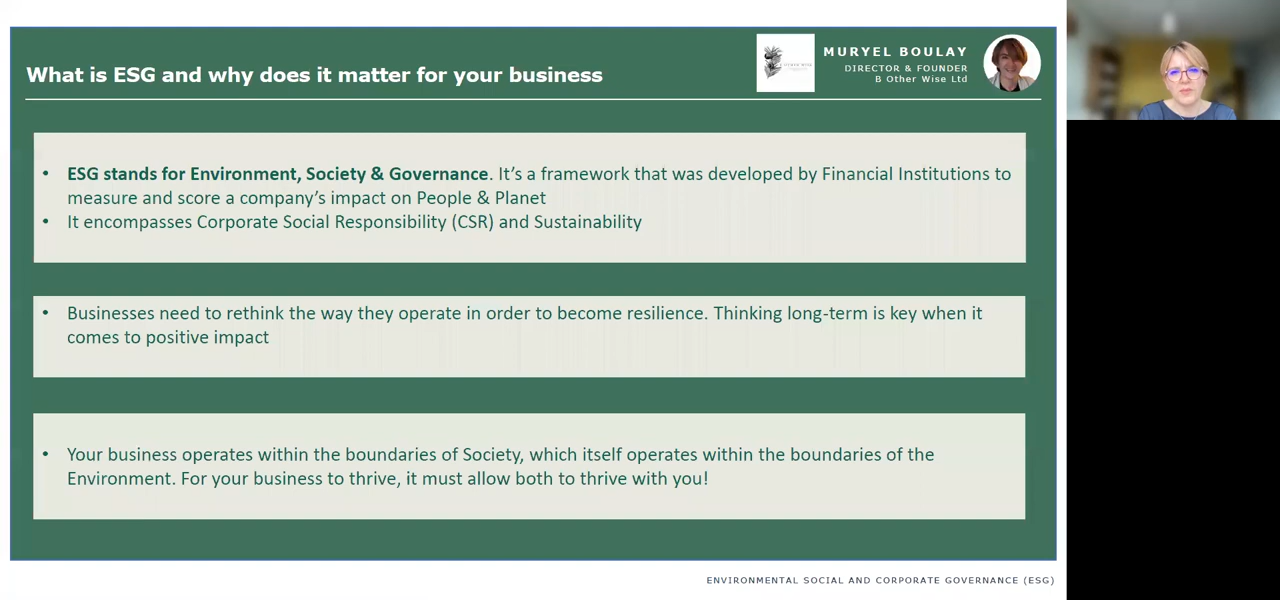 What is ESG and why does it matter for your business
MURYEL BOULAY
DIRECTOR & FOUNDER
B Other Wise Ltd
• ESG stands for Environment, Society & Governance. It’s a framework that was developed by Financial Institutions to
measure and score a company’s impact on People & Planet
• It encompasses Corporate Social Responsibility (CSR) and Sustainability
• Businesses need to rethink the way they operate in order to become resilience. Thinking long-term is key when it
comes to positive impact
• Your business operates within the boundaries of Society, which itself operates within the boundaries of the
Environment. For your business to thrive, it must allow both to thrive with you!
ENVIRONMENTAL SOCIAL AND CORPORATE GOVERNANCE (ESG)